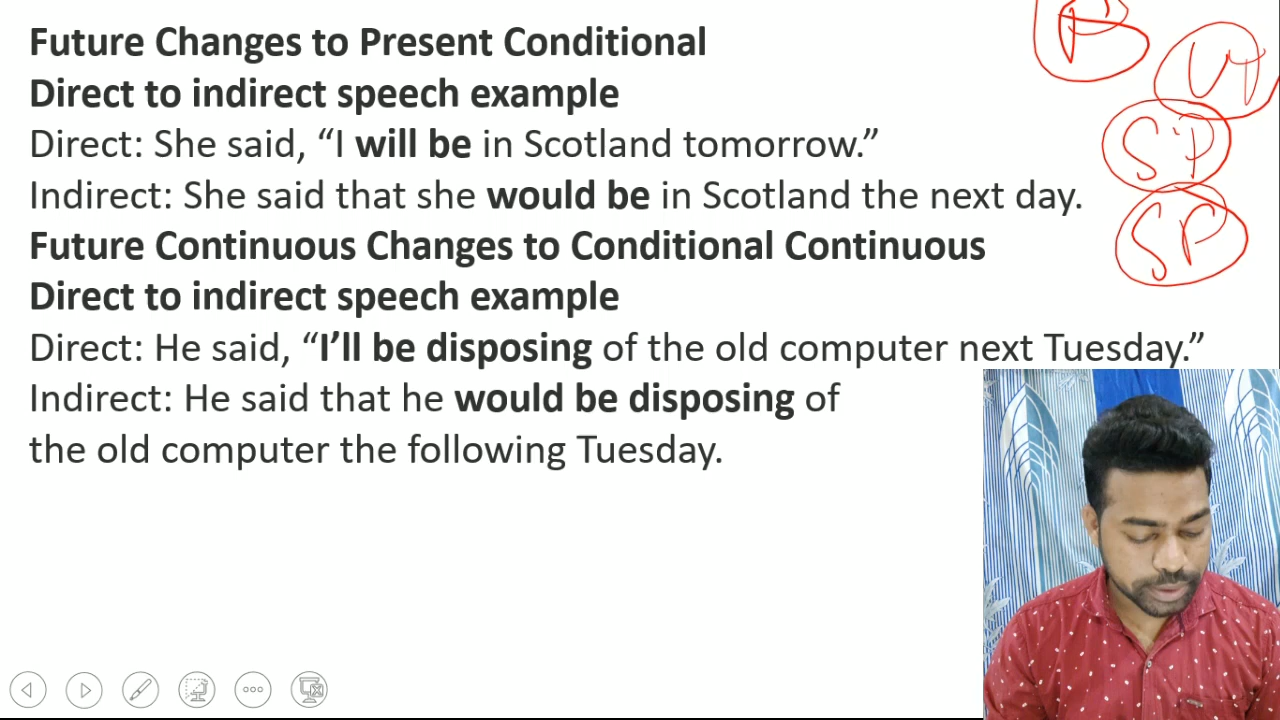 Future Changes to Present Conditional
Direct to indirect speech example
Direct: She said, “I will be in Scotland tomorrow.”
Indirect: She said that she would be in Scotland the next day.
Future Continuous Changes to Conditional Continuous
Direct to indirect speech example
Direct: He said, “I’ll be disposing of the old computer next Tuesday.”
Indirect: He said that he would be disposing of
the old computer the following Tuesday.
SP
SP